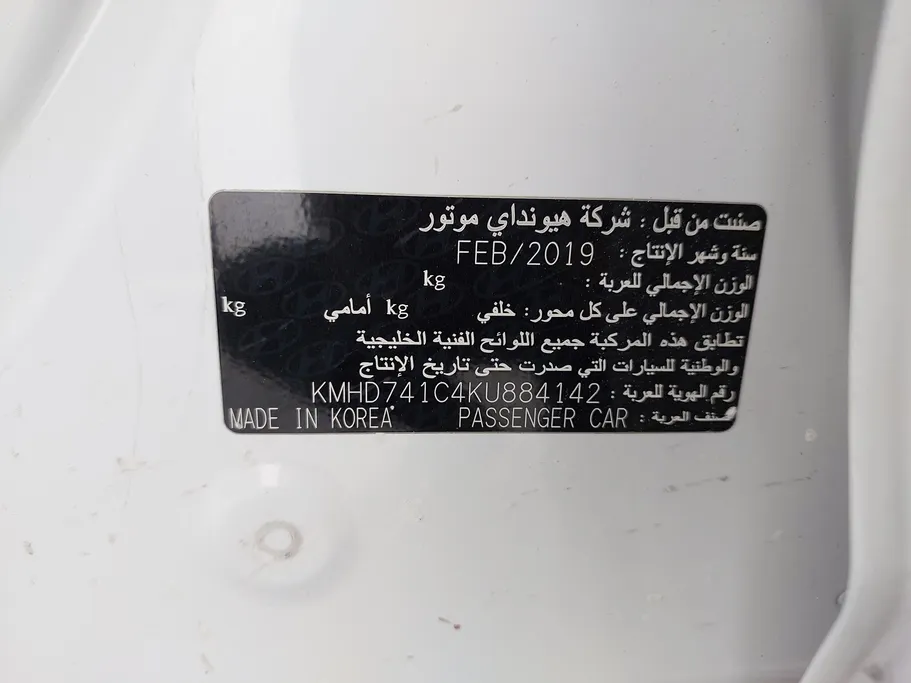 صنعت من قبل : شركة هيونداي موتور
سنة وشهر الإنتاج : FEB/2019
الوزن الإجمالي للعربة : kg
الوزن الإجمالي على كل محور: خلفي kg أمامي kg
تطابق هذه المركبة جميع اللوائح الفنية الخليجية
والوطنية للسيارات التي صدرت حتى تاريخ الإنتاج
رقم الهوية للعربة : KMHD741C4KU884142
صنف العربة : PASSENGER CAR MADE IN KOREA